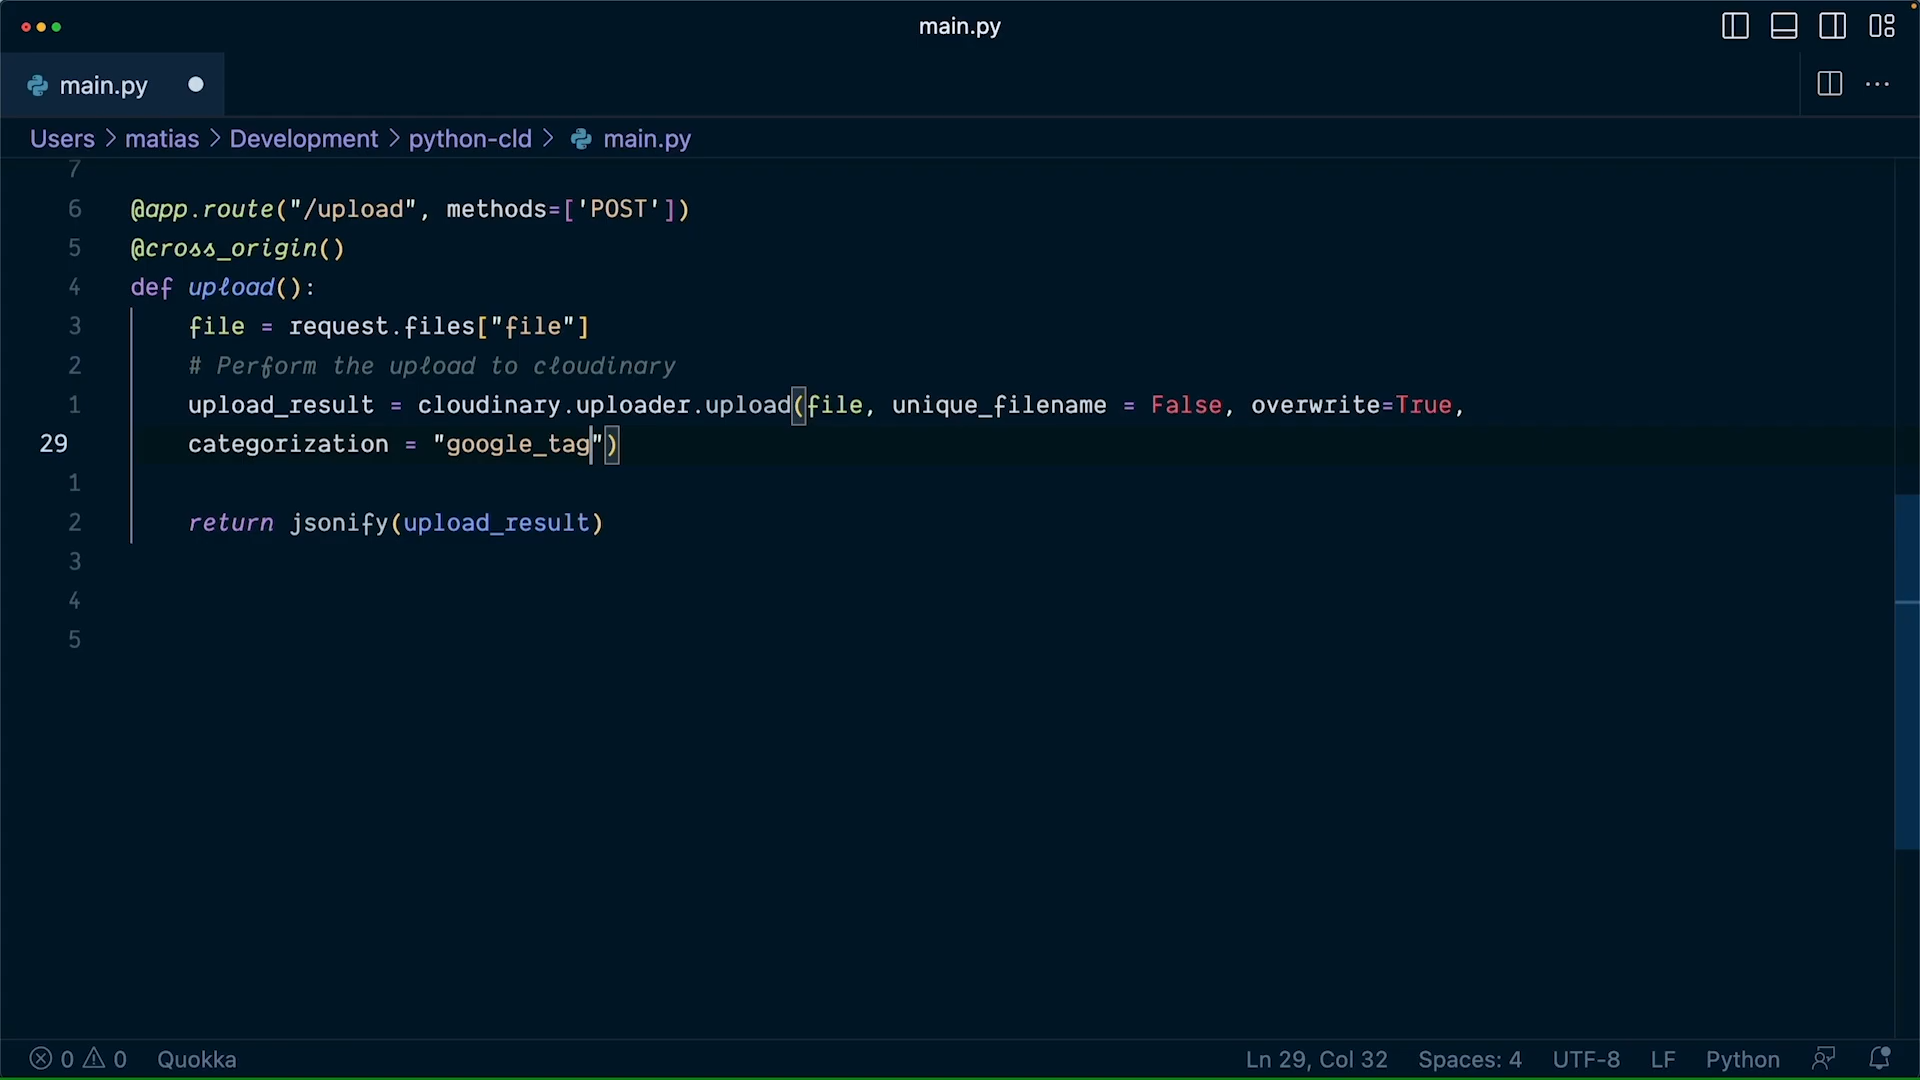 main.py
main.py
Users > matias > Development > python-cld > main.py
7
6 @app.route("/upload", methods=['POST'])
5 @cross_origin()
4 def upload():
3 file = request.files["file"]
2 # Perform the upload to cloudinary
1 upload_result = cloudinary.uploader.upload(file, unique_filename = False, overwrite=True,
29 categorization = "google_tag")
1
2 return jsonify(upload_result)
3
4
5
0 0 Quokka Ln 29, Col 32 Spaces: 4 UTF-8 LF Python